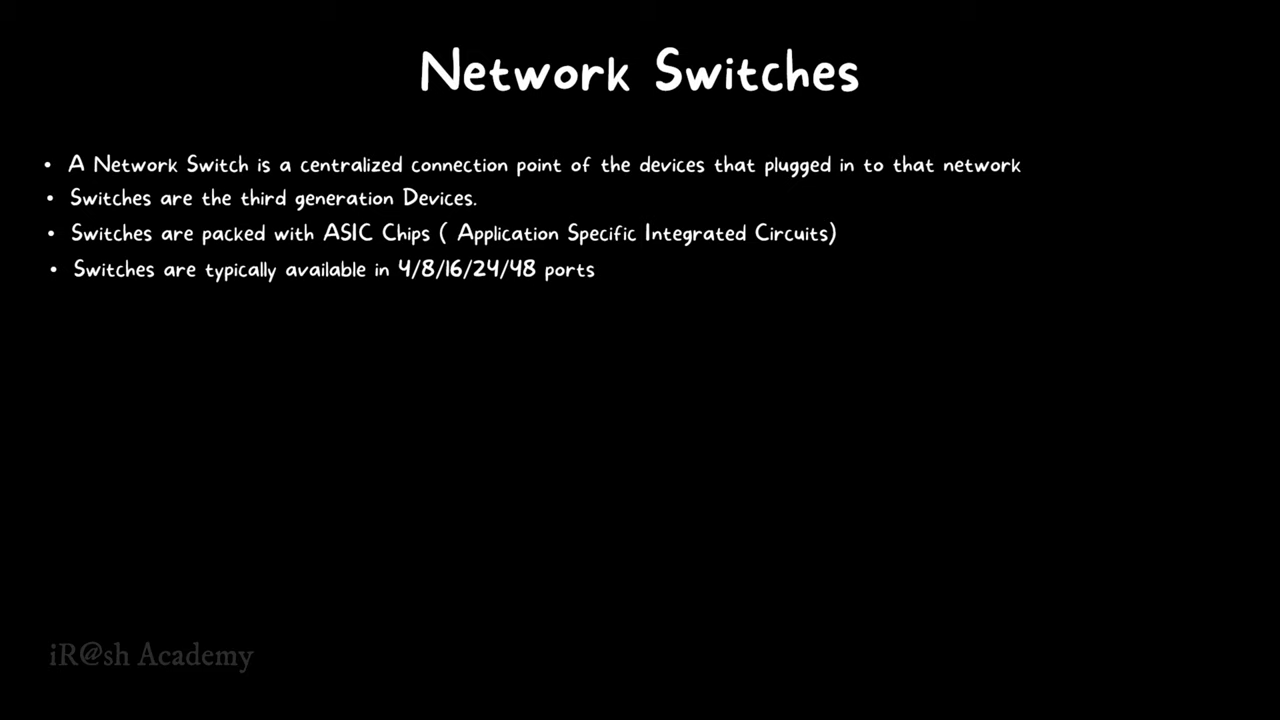 Network Switches
• A Network Switch is a centralized connection point of the devices that plugged in to that network
• Switches are the third generation Devices.
• Switches are packed with ASIC Chips ( Application Specific Integrated Circuits)
• Switches are typically available in 4/8/16/24/48 ports
iR@sh Academy